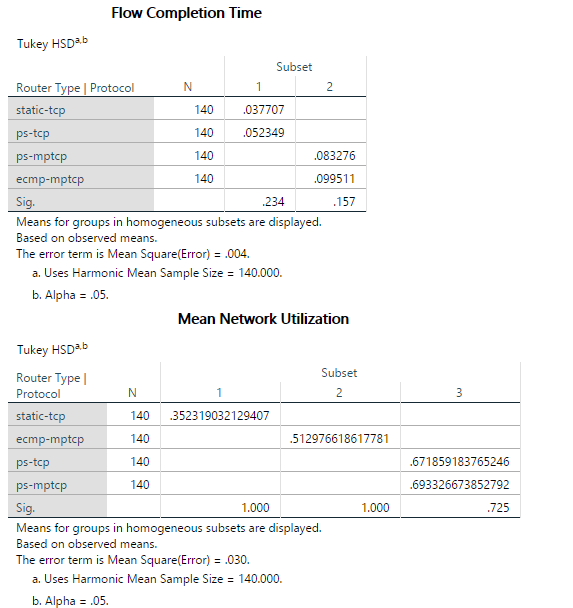 Flow Completion Time
Tukey HSDa,b
Subset
Router Type | Protocol N 1 2
static-tcp 140 .037707
ps-tcp 140 .052349
ps-mptcp 140 .083276
ecmp-mptcp 140 .099511
Sig. .234 .157
Means for groups in homogeneous subsets are displayed.
Based on observed means.
The error term is Mean Square(Error) = .004.
a. Uses Harmonic Mean Sample Size = 140.000.
b. Alpha = .05.
Mean Network Utilization
Tukey HSDa,b
Subset
Router Type |
Protocol N 1 2 3
static-tcp 140 .352319032129407
ecmp-mptcp 140 .512976618617781
ps-tcp 140 .671859183765246
ps-mptcp 140 .693326673852792
Sig. 1.000 1.000 .725
Means for groups in homogeneous subsets are displayed.
Based on observed means.
The error term is Mean Square(Error) = .030.
a. Uses Harmonic Mean Sample Size = 140.000.
b. Alpha = .05.